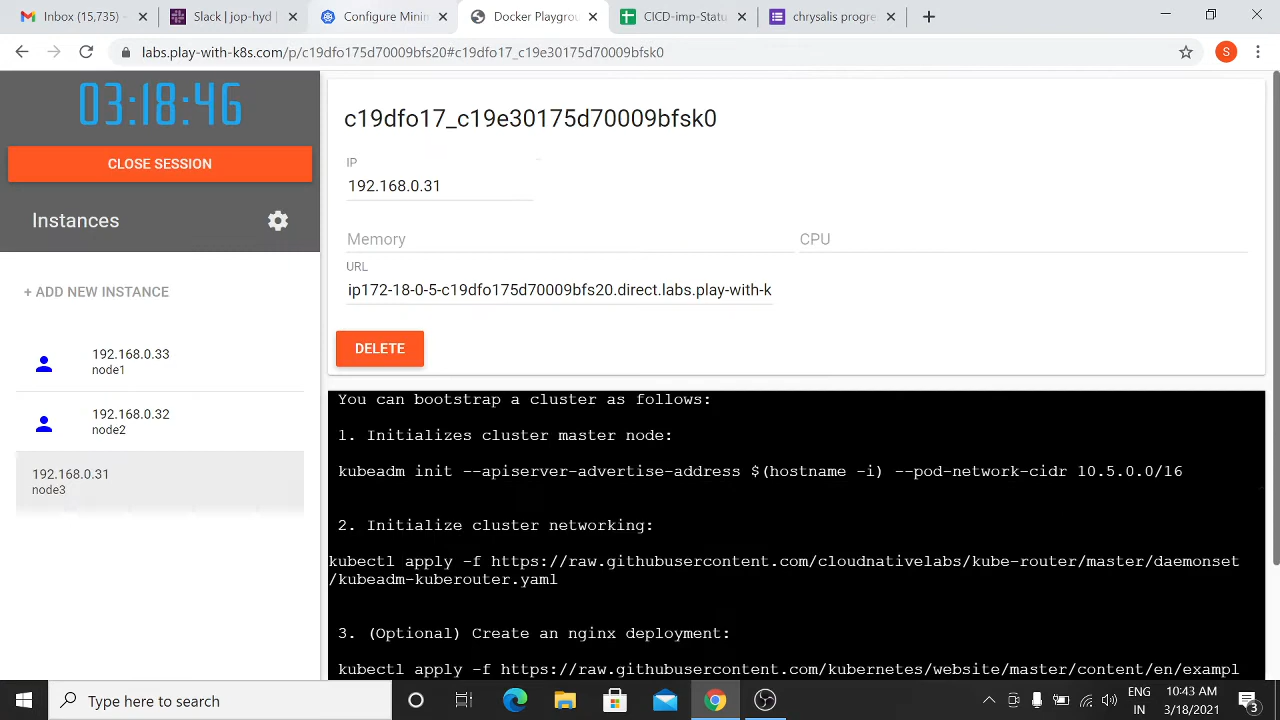 Inbox (15,735) -
Slack | jop-hyd
Configure Minin
Docker Playgrou
CICD-imp-Statu
chrysalis progra
labs.play-with-k8s.com/p/c19dfo175d70009bfs20#c19dfo17_c19e30175d70009bfsk0
S
03:18:46
CLOSE SESSION
Instances
+ ADD NEW INSTANCE
192.168.0.33
node1
192.168.0.32
node2
192.168.0.31
node3
c19dfo17_c19e30175d70009bfsk0
IP
192.168.0.31
Memory
CPU
URL
ip172-18-0-5-c19dfo175d70009bfs20.direct.labs.play-with-k
DELETE
You can bootstrap a cluster as follows:
1. Initializes cluster master node:
kubeadm init --apiserver-advertise-address $(hostname -i) --pod-network-cidr 10.5.0.0/16
2. Initialize cluster networking:
kubectl apply -f https://raw.githubusercontent.com/cloudnativelabs/kube-router/master/daemonset
/kubeadm-kuberouter.yaml
3. (Optional) Create an nginx deployment:
kubectl apply -f https://raw.githubusercontent.com/kubernetes/website/master/content/en/exampl
Type here to search
ENG
IN
10:43 AM
3/18/2021
3